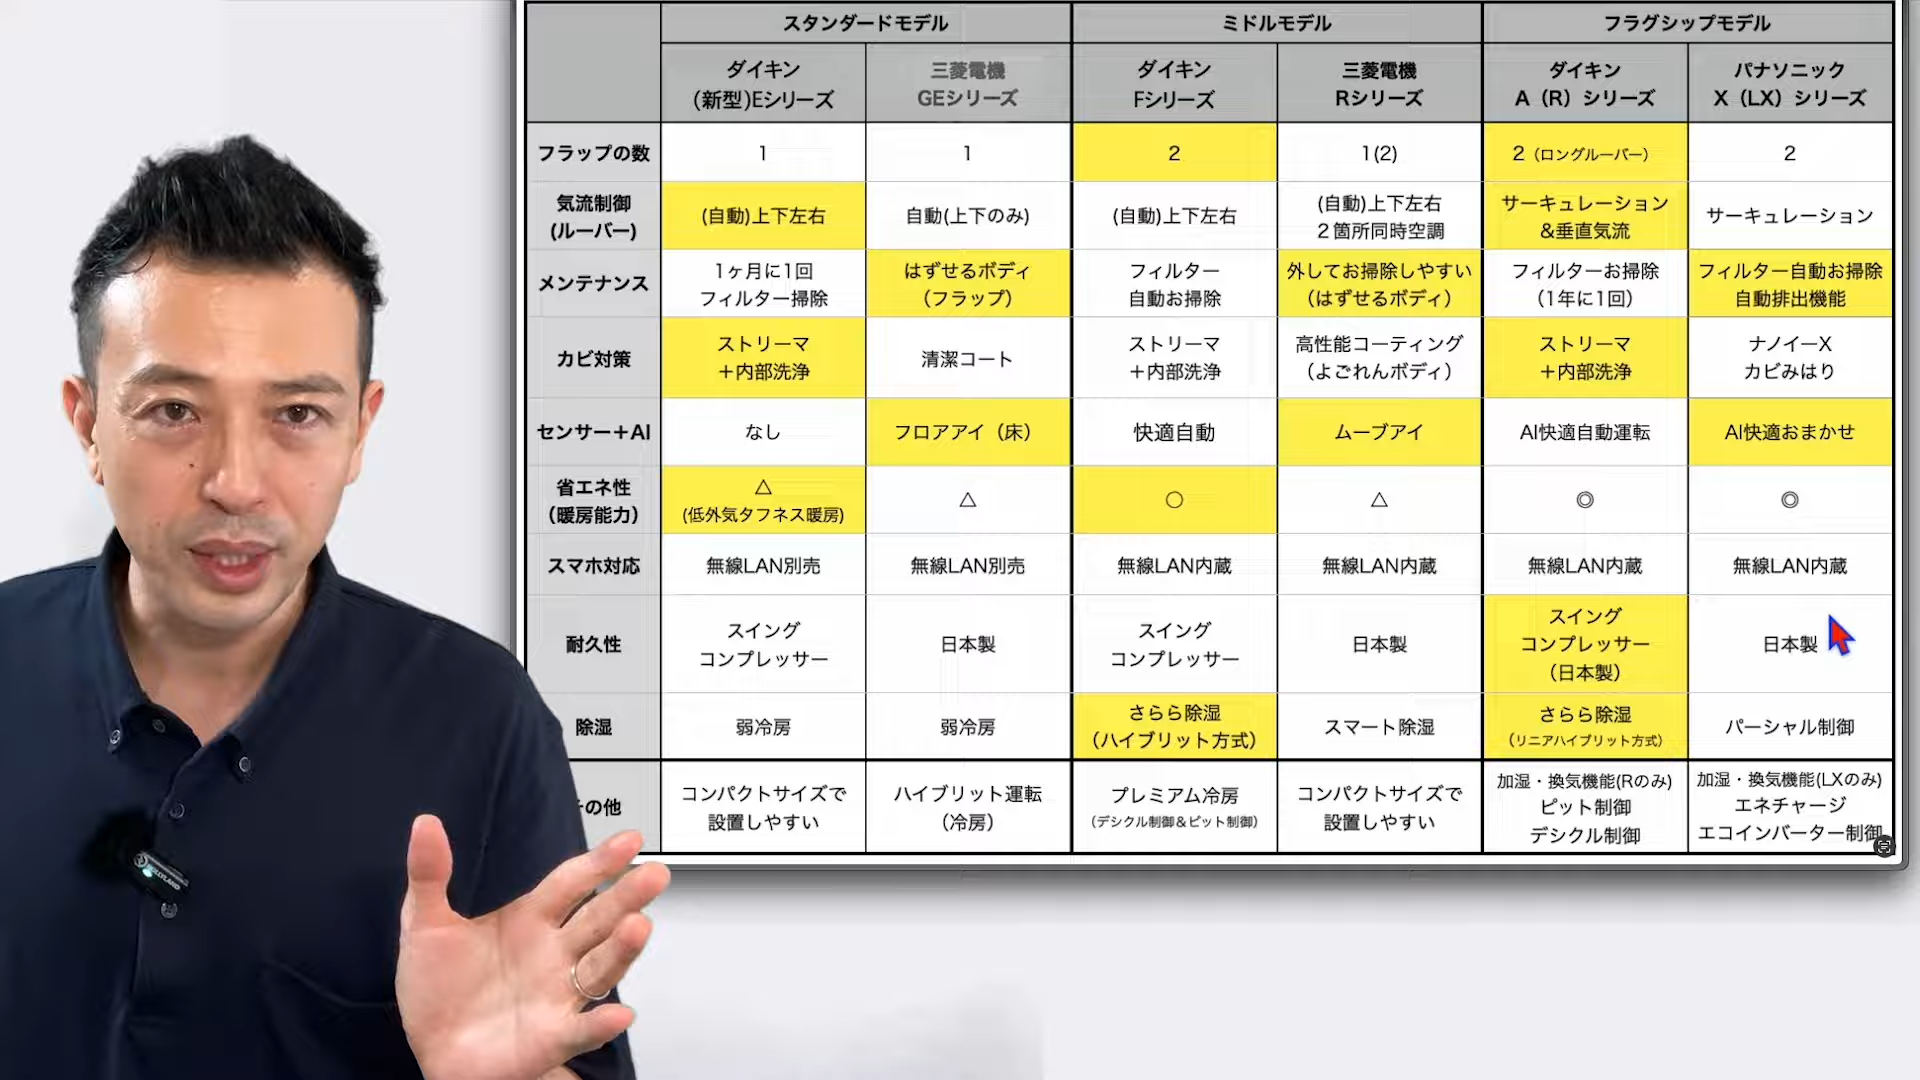 スタンダードモデル ミドルモデル フラグシップモデル
ダイキン
(新型)Eシリーズ
三菱電機
GEシリーズ
ダイキン
Fシリーズ
三菱電機
Rシリーズ
ダイキン
A（R）シリーズ
パナソニック
X（LX）シリーズ
フラップの数 1 1 2 1(2) 2（ロングルーバー） 2
気流制御
(ルーバー)
(自動)上下左右
自動(上下のみ)
(自動)上下左右
(自動)上下左右
２箇所同時空調
サーキュレーション
&垂直気流
サーキュレーション
メンテナンス
1ヶ月に1回
フィルター掃除
はずせるボディ
（フラップ）
フィルター
自動お掃除
外してお掃除しやすい
（はずせるボディ）
フィルターお掃除
（1年に1回）
フィルター自動お掃除
自動排出機能
カビ対策
ストリーマ
＋内部洗浄
清潔コート
ストリーマ
＋内部洗浄
高性能コーティング
（よごれんボディ）
ストリーマ
＋内部洗浄
ナノイーX
カビみはり
センサー＋AI なし フロアアイ（床） 快適自動 ムーブアイ AI快適自動運転 AI快適おまかせ
省エネ性
（暖房能力）
△
(低外気タフネス暖房)
△
○
△
◎
◎
スマホ対応 無線LAN別売 無線LAN別売 無線LAN内蔵 無線LAN内蔵 無線LAN内蔵 無線LAN内蔵
耐久性
スイング
コンプレッサー
日本製
スイング
コンプレッサー
日本製
スイング
コンプレッサー
（日本製）
日本製
除湿
弱冷房
弱冷房
さらら除湿
（ハイブリット方式）
スマート除湿
さらら除湿
（リニアハイブリット方式）
パーシャル制御
の他
コンパクトサイズで
設置しやすい
ハイブリット運転
（冷房）
プレミアム冷房
（デシクル制御＆ピット制御）
コンパクトサイズで
設置しやすい
加湿・換気機能(Rのみ)
ピット制御
デシクル制御
加湿・換気機能(LXのみ)
エネチャージ
エコインバーター制御